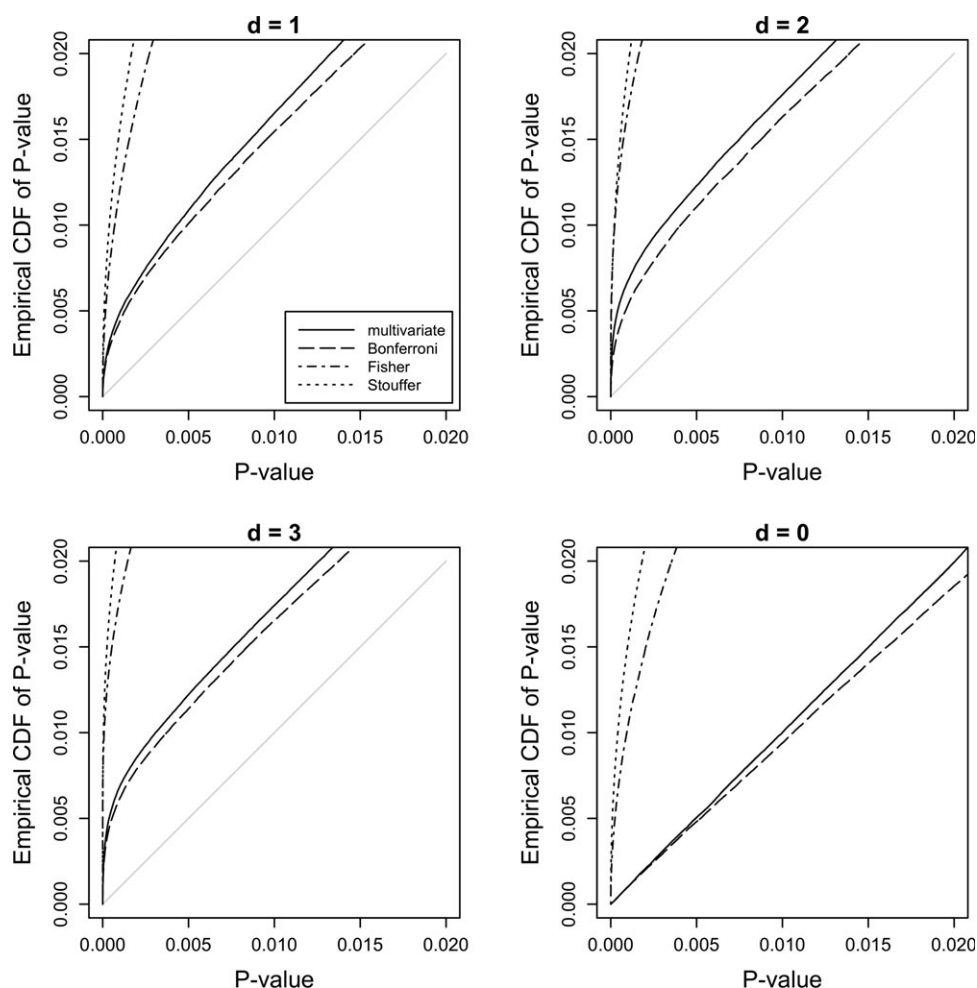 d = 1
Empirical CDF of P-value
0.020
0.015
0.010
0.005
0.000
multivariate
Bonferroni
Fisher
Stouffer
0.000 0.005 0.010 0.015 0.020
P-value
d = 2
Empirical CDF of P-value
0.020
0.015
0.010
0.005
0.000
0.000 0.005 0.010 0.015 0.020
P-value
d = 3
Empirical CDF of P-value
0.020
0.015
0.010
0.005
0.000
0.000 0.005 0.010 0.015 0.020
P-value
d = 0
Empirical CDF of P-value
0.020
0.015
0.010
0.005
0.000
0.000 0.005 0.010 0.015 0.020
P-value